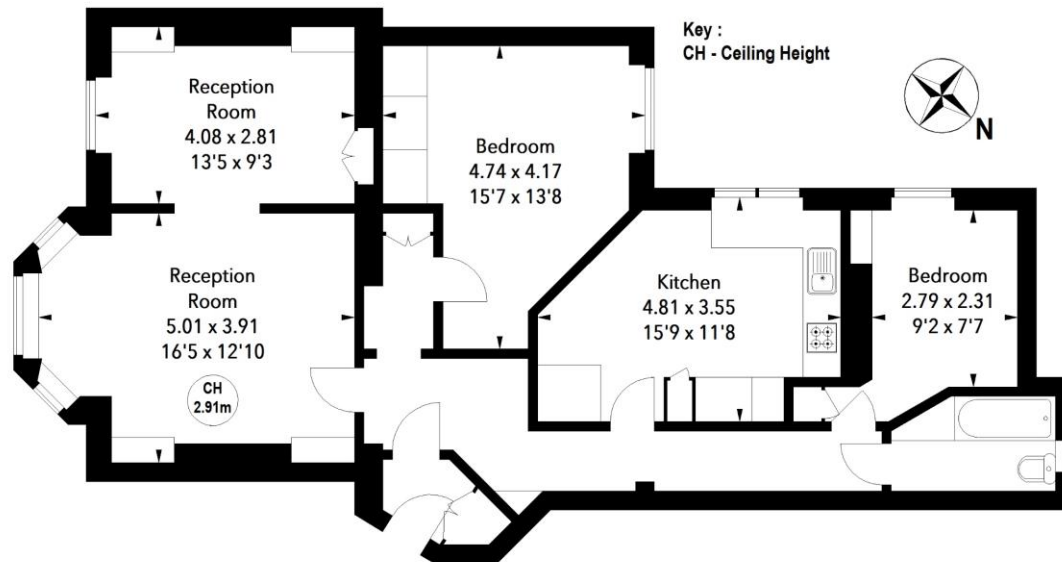 Key :
CH - Ceiling Height
N
Reception
Room
4.08 x 2.81
13'5 x 9'3
Bedroom
4.74 x 4.17
15'7 x 13'8
Reception
Room
5.01 x 3.91
16'5 x 12'10
CH
2.91m
Kitchen
4.81 x 3.55
15'9 x 11'8
Bedroom
2.79 x 2.31
9'2 x 7'7